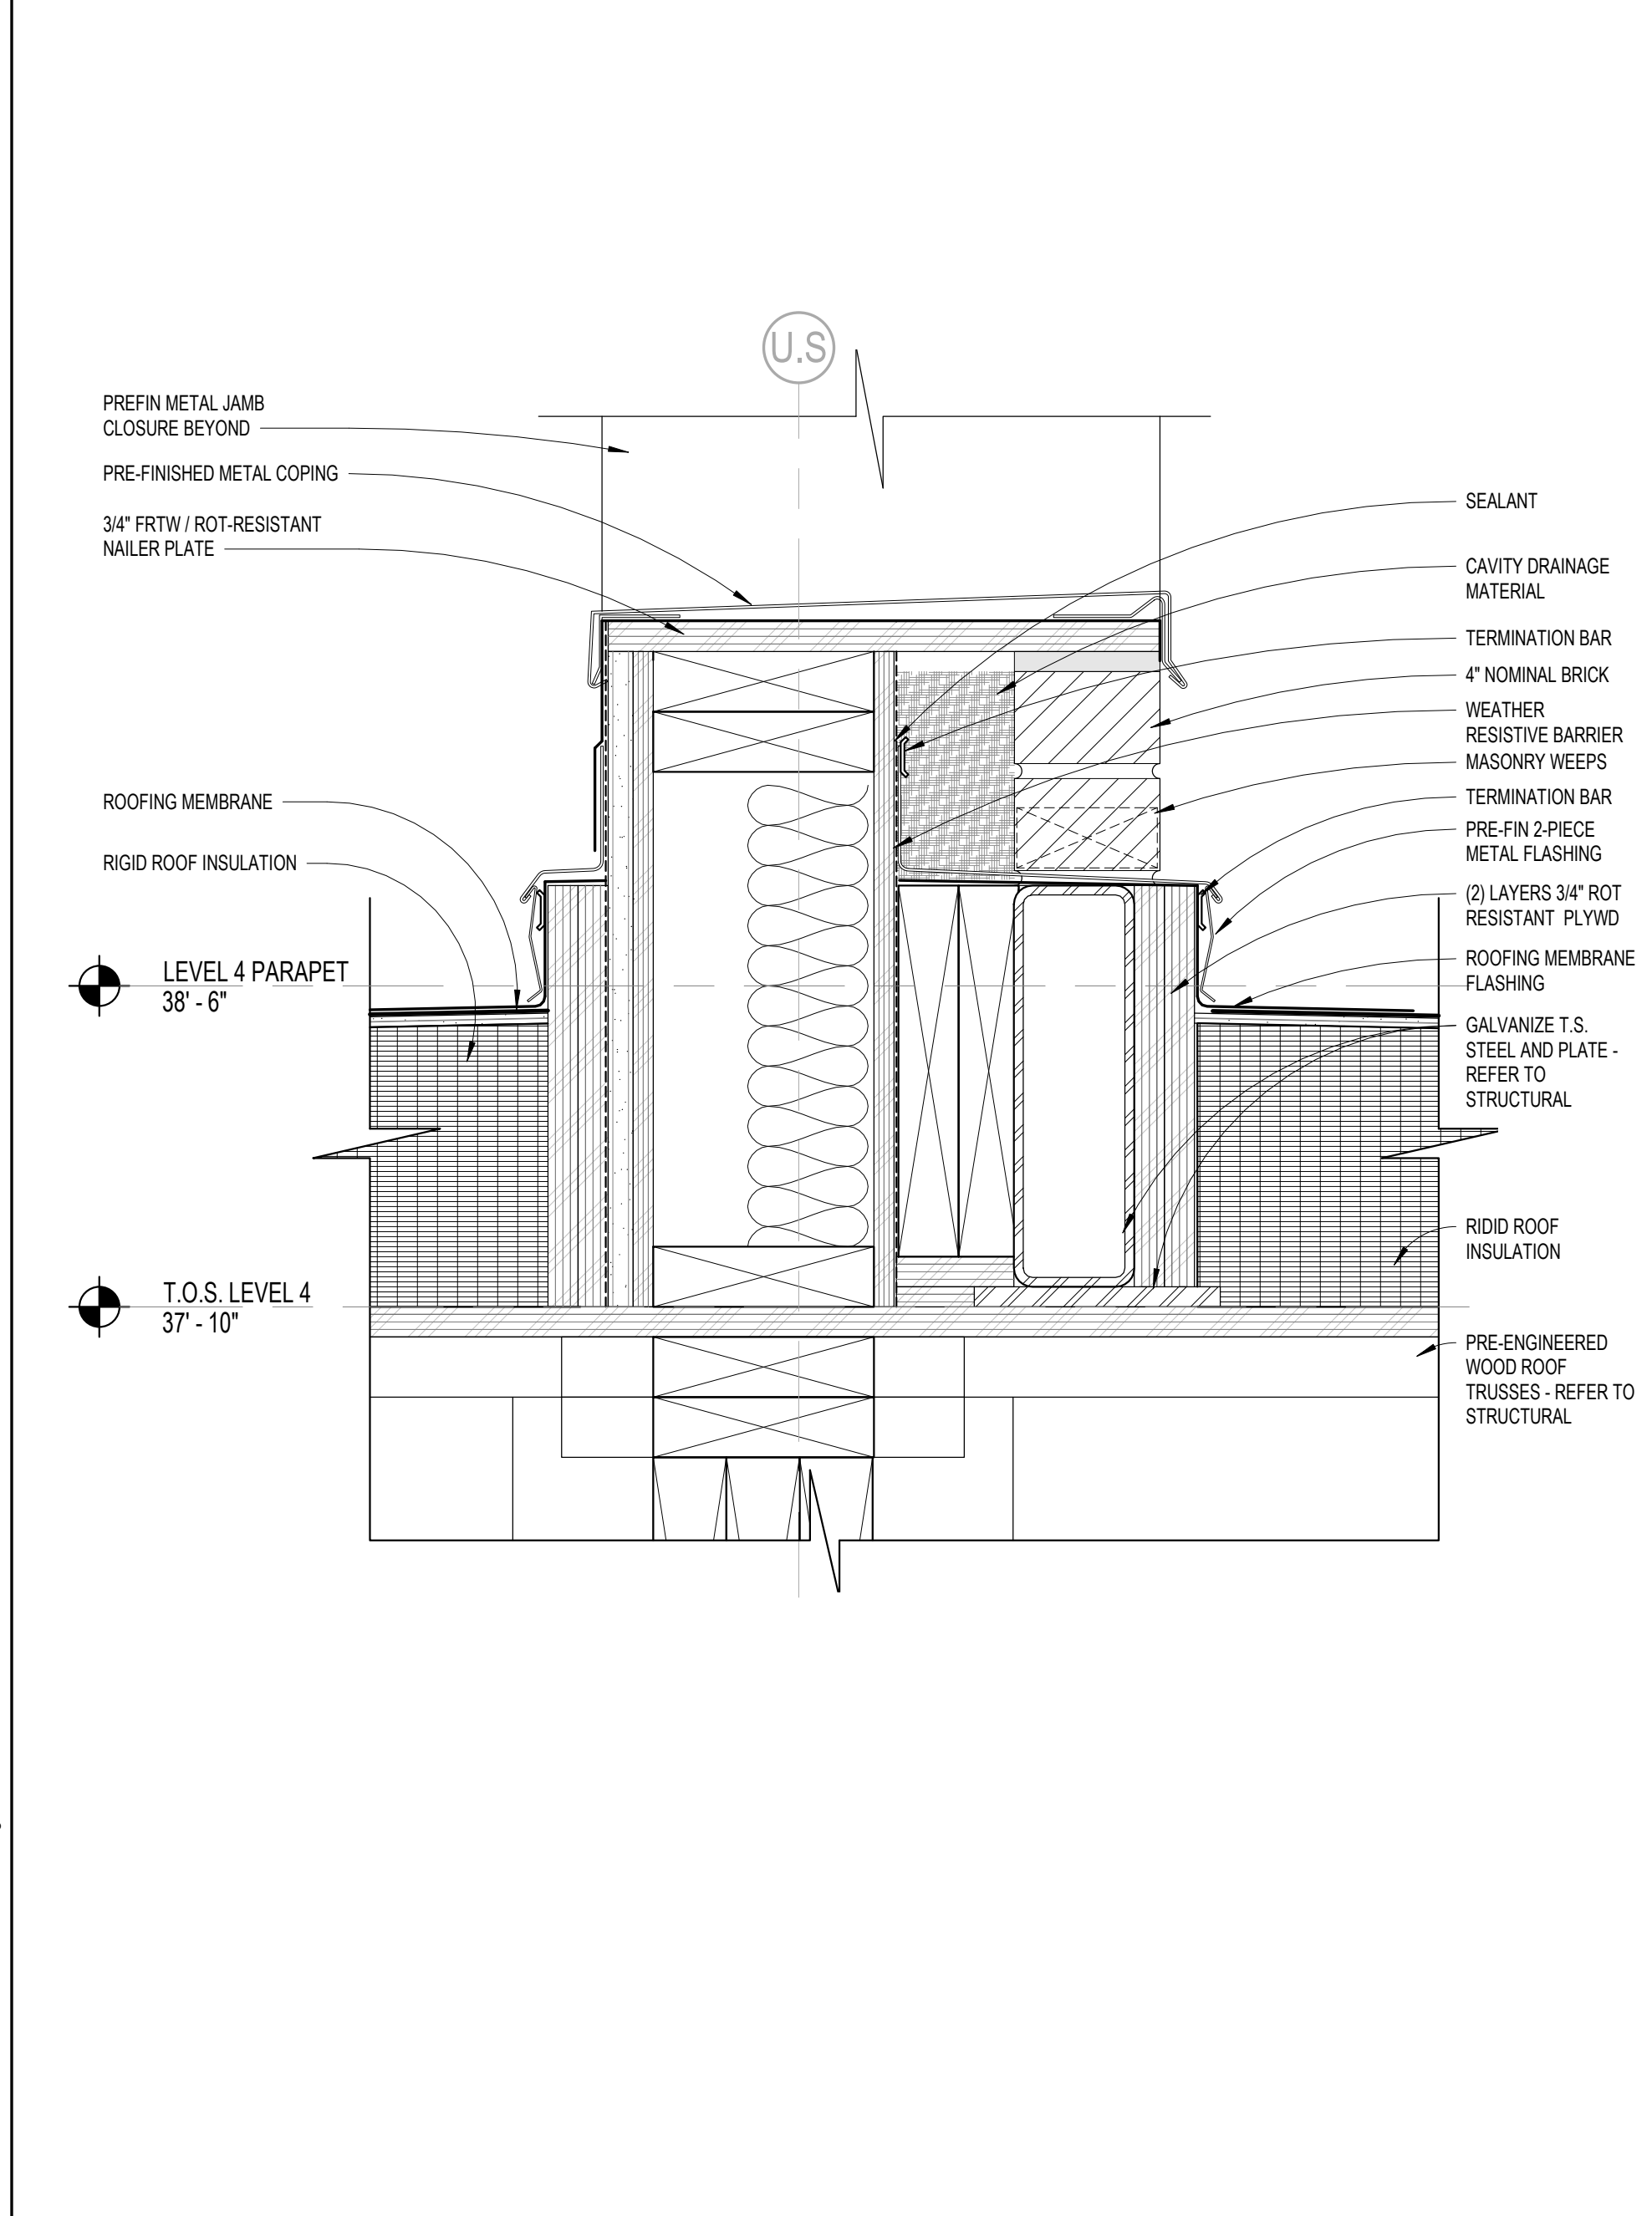 U.S
PREFIN METAL JAMB
CLOSURE BEYOND
PRE-FINISHED METAL COPING
3/4" FRTW / ROT-RESISTANT
NAILER PLATE
ROOFING MEMBRANE
RIGID ROOF INSULATION
LEVEL 4 PARAPET
38' - 6"
T.O.S. LEVEL 4
37' - 10"
SEALANT
CAVITY DRAINAGE
MATERIAL
TERMINATION BAR
4" NOMINAL BRICK
WEATHER
RESISTIVE BARRIER
MASONRY WEEPS
TERMINATION BAR
PRE-FIN 2-PIECE
METAL FLASHING
(2) LAYERS 3/4" ROT
RESISTANT PLYWD
ROOFING MEMBRANE
FLASHING
GALVANIZE T.S.
STEEL AND PLATE -
REFER TO
STRUCTURAL
RIDID ROOF
INSULATION
PRE-ENGINEERED
WOOD ROOF
TRUSSES - REFER TO
STRUCTURAL